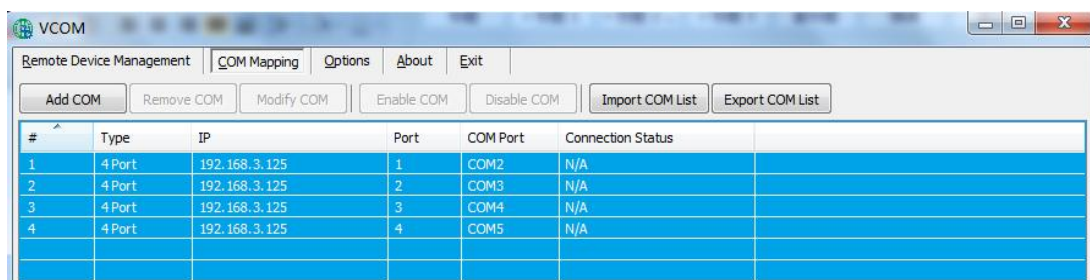 VCOM
Remote Device Management COM Mapping Options About Exit
Add COM Remove COM Modify COM Enable COM Disable COM Import COM List Export COM List
# Type IP Port COM Port Connection Status
1 4 Port 192.168.3.125 1 COM2 N/A
2 4 Port 192.168.3.125 2 COM3 N/A
3 4 Port 192.168.3.125 3 COM4 N/A
4 4 Port 192.168.3.125 4 COM5 N/A